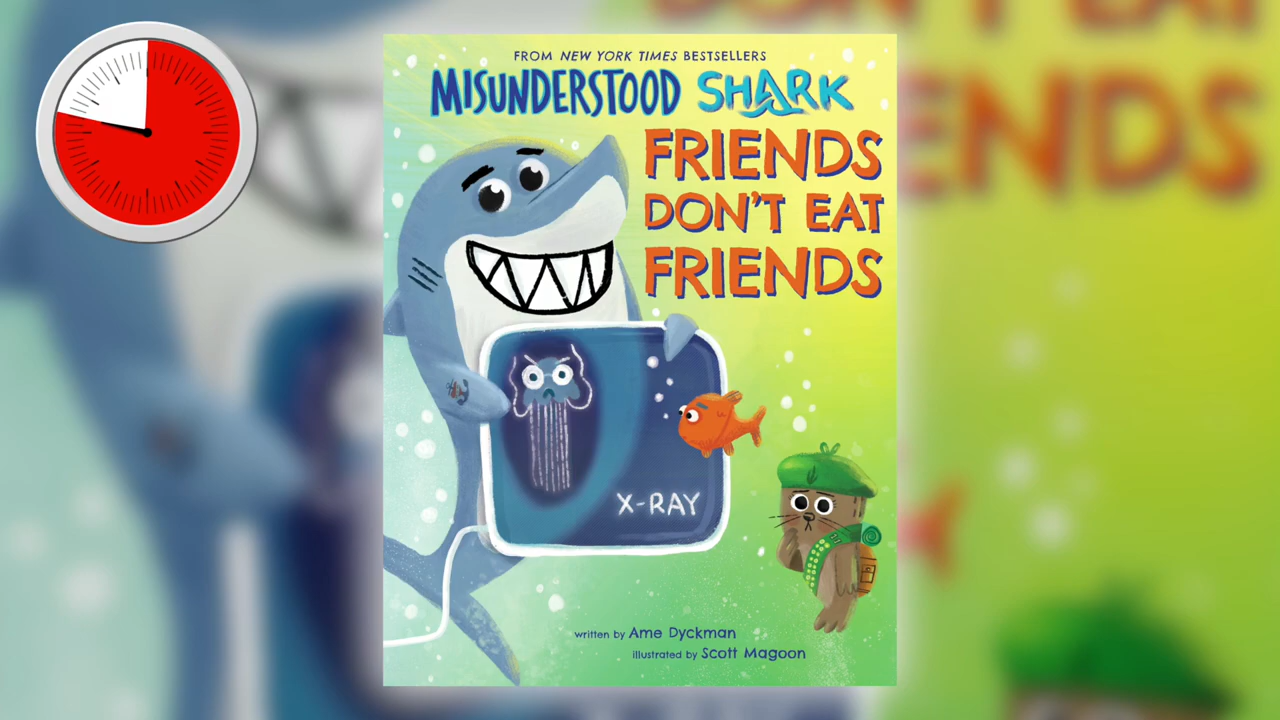 FROM NEW YORK TIMES BESTSELLERS
MISUNDERSTOOD SHARK
FRIENDS
DON'T EAT
FRIENDS
X-RAY
written by Ame Dyckman
illustrated by Scott Magoon